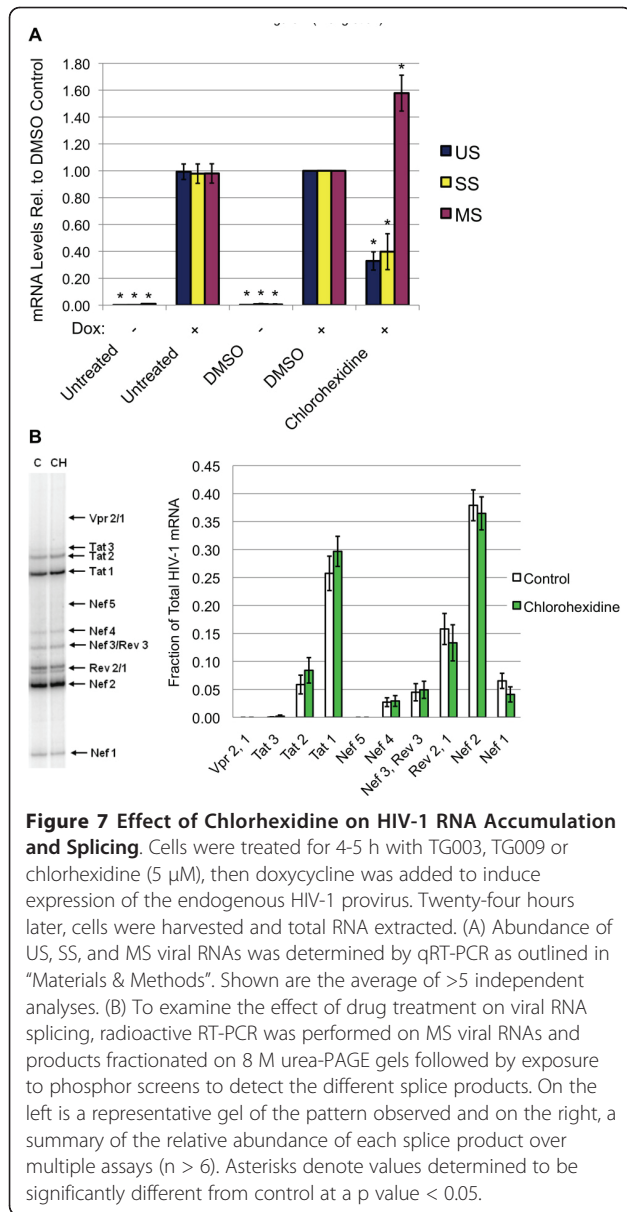 A
mRNA Levels Rel. to DMSO Control
1.80
1.60
1.40
1.20
1.00
0.80
0.60
0.40
0.20
0.00
*
* * *
* * *
* *
US
SS
MS
Dox: - + - + +
Untreated
Untreated
DMSO
DMSO
Chlorohexidine
B
C CH
Vpr 2/1
Tat 3
Tat 2
Tat 1
Nef 5
Nef 4
Nef 3/Rev 3
Rev 2/1
Nef 2
Nef 1
Fraction of Total HIV-1 mRNA
0.45
0.40
0.35
0.30
0.25
0.20
0.15
0.10
0.05
0.00
Control
Chlorohexidine
Vpr 2, 1
Tat 3
Tat 2
Tat 1
Nef 5
Nef 4
Nef 3, Rev 3
Rev 2, 1
Nef 2
Nef 1
Figure 7 Effect of Chlorhexidine on HIV-1 RNA Accumulation
and Splicing. Cells were treated for 4-5 h with TG003, TG009 or
chlorhexidine (5 μM), then doxycycline was added to induce
expression of the endogenous HIV-1 provirus. Twenty-four hours
later, cells were harvested and total RNA extracted. (A) Abundance of
US, SS, and MS viral RNAs was determined by qRT-PCR as outlined in
“Materials & Methods”. Shown are the average of >5 independent
analyses. (B) To examine the effect of drug treatment on viral RNA
splicing, radioactive RT-PCR was performed on MS viral RNAs and
products fractionated on 8 M urea-PAGE gels followed by exposure
to phosphor screens to detect the different splice products. On the
left is a representative gel of the pattern observed and on the right, a
summary of the relative abundance of each splice product over
multiple assays (n > 6). Asterisks denote values determined to be
significantly different from control at a p value < 0.05.